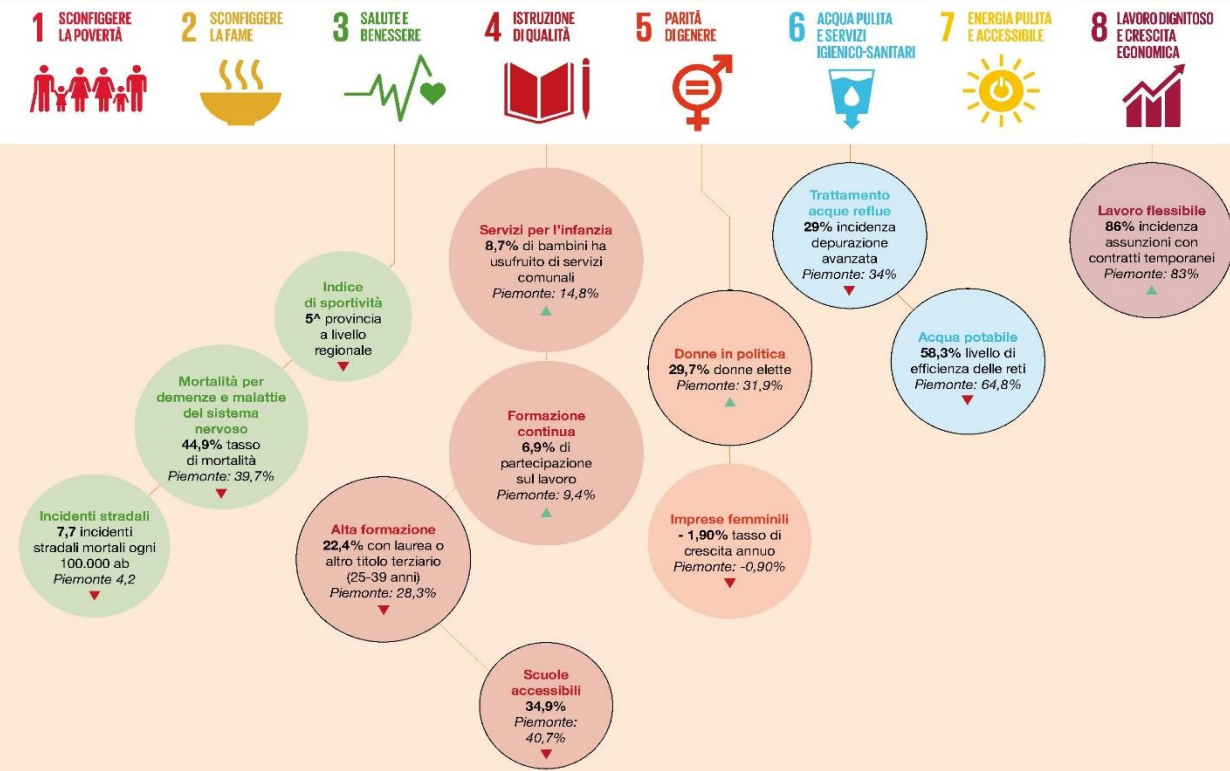 1 SCONFIGGERE
LA POVERTÀ
2 SCONFIGGERE
LA FAME
3 SALUTE E
BENESSERE
4 ISTRUZIONE
DI QUALITÀ
5 PARITÀ
DI GENERE
6 ACQUA PULITA
E SERVIZI
IGIENICO-SANITARI
7 ENERGIA PULITA
E ACCESSIBILE
8 LAVORO DIGNITOSO
E CRESCITA
ECONOMICA
Indice
di sportività
5^ provincia
a livello
regionale
Mortalità per
demenze e malattie
del sistema
nervoso
44,9% tasso
di mortalità
Piemonte: 39,7%
Incidenti stradali
7,7 incidenti
stradali mortali ogni
100.000 ab
Piemonte 4,2
Servizi per l'infanzia
8,7% di bambini ha
usufruito di servizi
comunali
Piemonte: 14,8%
Formazione
continua
6,9% di
partecipazione
sul lavoro
Piemonte: 9,4%
Alta formazione
22,4% con laurea o
altro titolo terziario
(25-39 anni)
Piemonte: 28,3%
Scuole
accessibili
34,9%
Piemonte:
40,7%
Donne in politica
29,7% donne elette
Piemonte: 31,9%
Imprese femminili
- 1,90% tasso di
crescita annuo
Piemonte: -0,90%
Trattamento
acque reflue
29% incidenza
depurazione
avanzata
Piemonte: 34%
Acqua potabile
58,3% livello di
efficienza delle reti
Piemonte: 64,8%
Lavoro flessibile
86% incidenza
assunzioni con
contratti temporanei
Piemonte: 83%